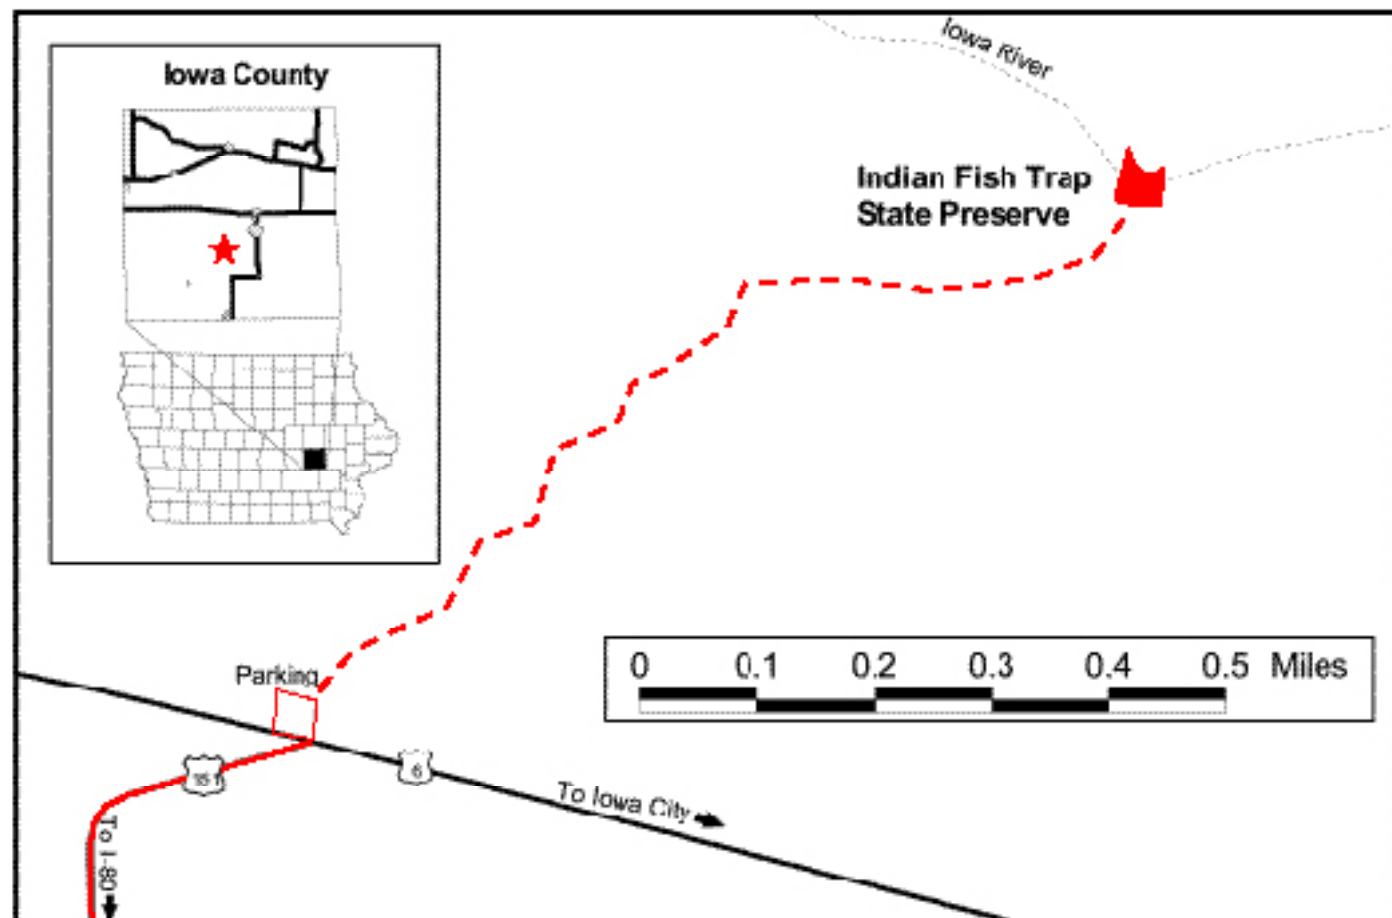 Iowa County
Iowa River
Indian Fish Trap
State Preserve
Parking
0 0.1 0.2 0.3 0.4 0.5 Miles
151
6
To Iowa City
To I-80